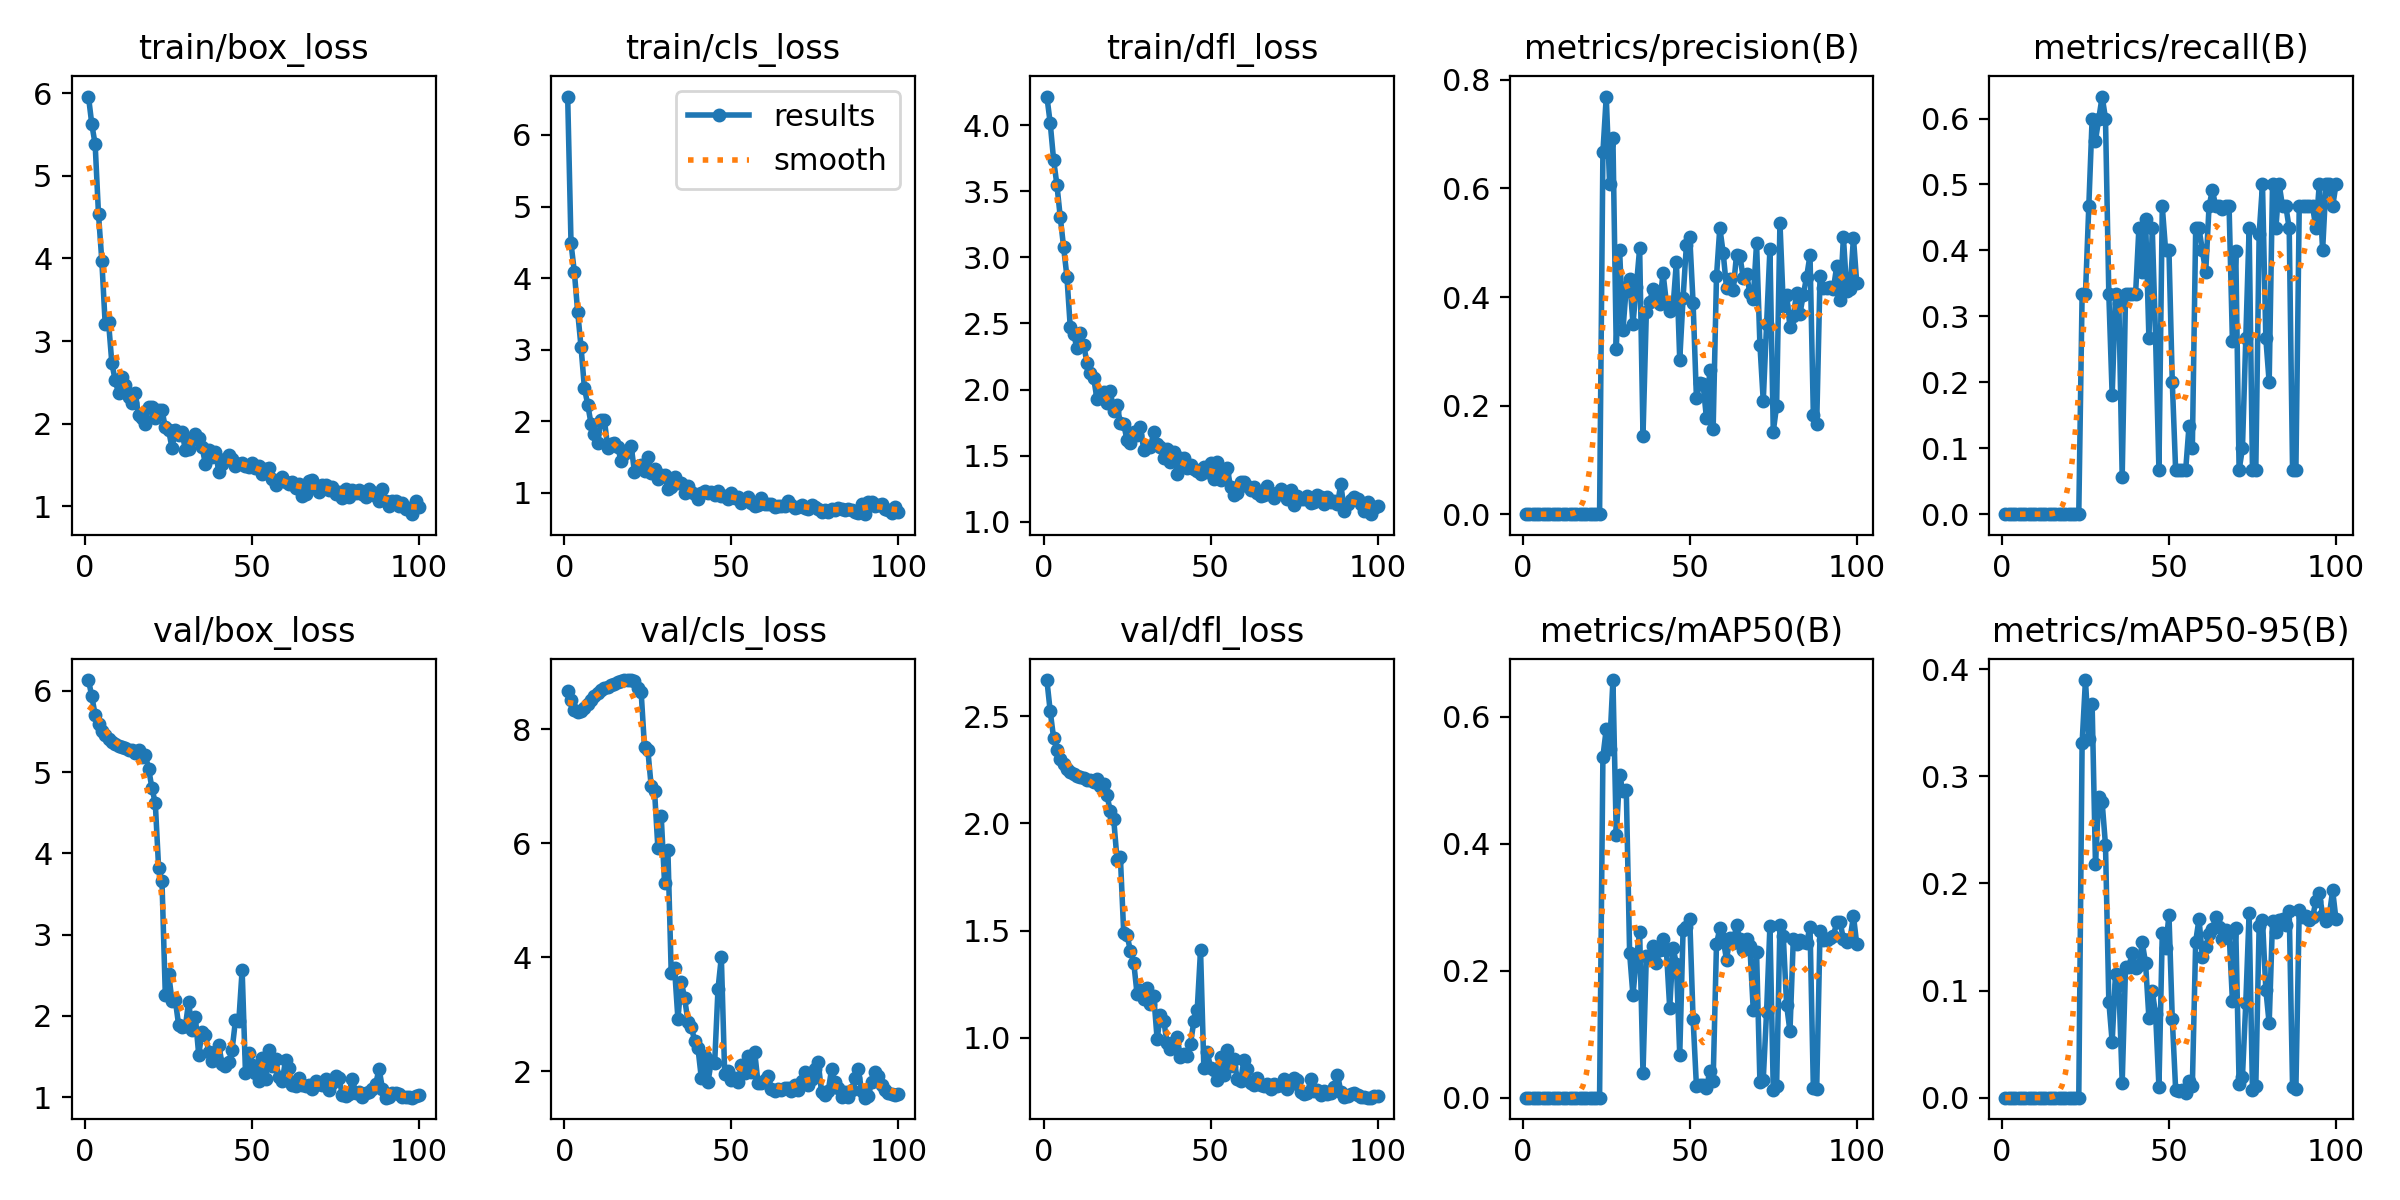 train/box_loss
6
5
4
3
2
1
0 50 100
train/cls_loss
results
smooth
6
5
4
3
2
1
0 50 100
train/dfl_loss
4.0
3.5
3.0
2.5
2.0
1.5
1.0
0 50 100
metrics/precision(B)
0.8
0.6
0.4
0.2
0.0
0 50 100
metrics/recall(B)
0.6
0.5
0.4
0.3
0.2
0.1
0.0
0 50 100
val/box_loss
6
5
4
3
2
1
0 50 100
val/cls_loss
8
6
4
2
0 50 100
val/dfl_loss
2.5
2.0
1.5
1.0
0 50 100
metrics/mAP50(B)
0.6
0.4
0.2
0.0
0 50 100
metrics/mAP50-95(B)
0.4
0.3
0.2
0.1
0.0
0 50 100